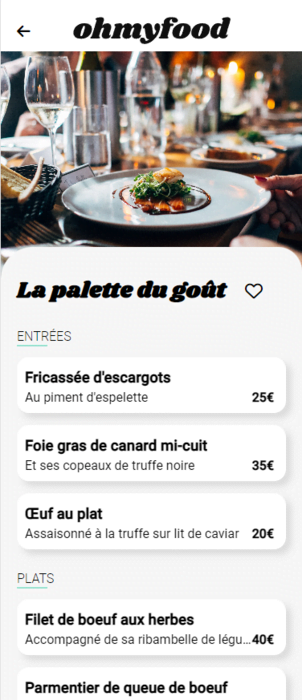 ohmyfood
La palette du goût
ENTRÉES
Fricassée d'escargots
Au piment d'espelette 25€
Foie gras de canard mi-cuit
Et ses copeaux de truffe noire 35€
Œuf au plat
Assaisonné à la truffe sur lit de caviar 20€
PLATS
Filet de boeuf aux herbes
Accompagné de sa ribambelle de légu...40€
Parmentier de queue de boeuf